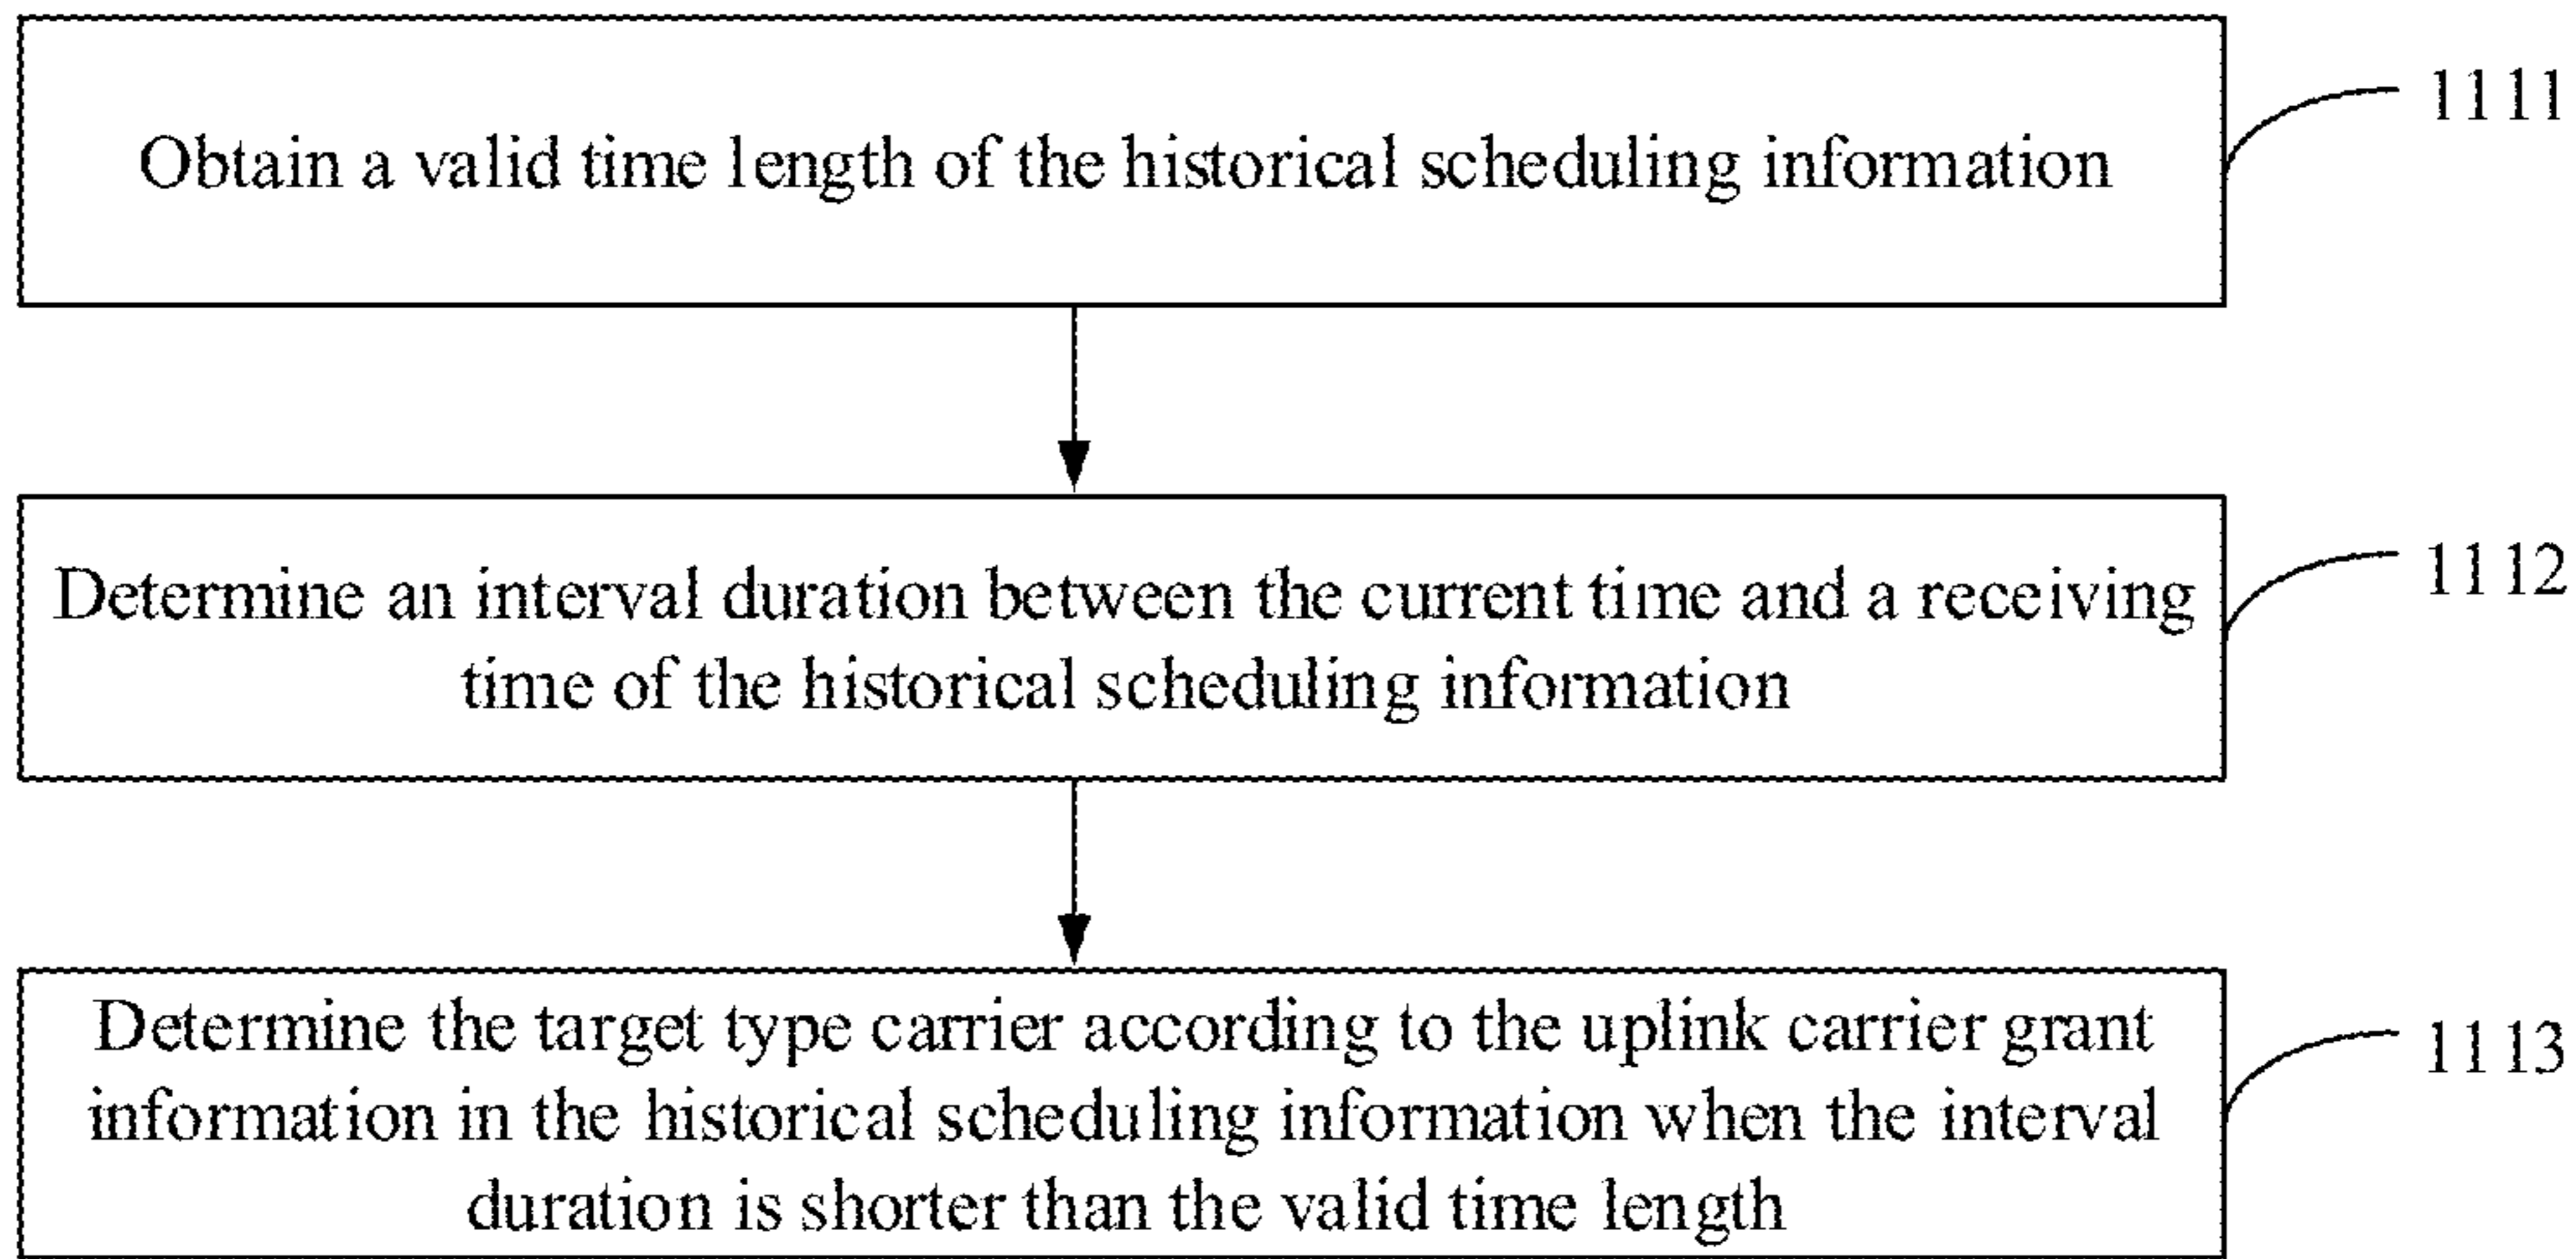 Obtain a valid time length of the historical scheduling information
1111
Determine an interval duration between the current time and a receiving
time of the historical scheduling information
1112
Determine the target type carrier according to the uplink carrier grant
information in the historical scheduling information when the interval
duration is shorter than the valid time length
1113